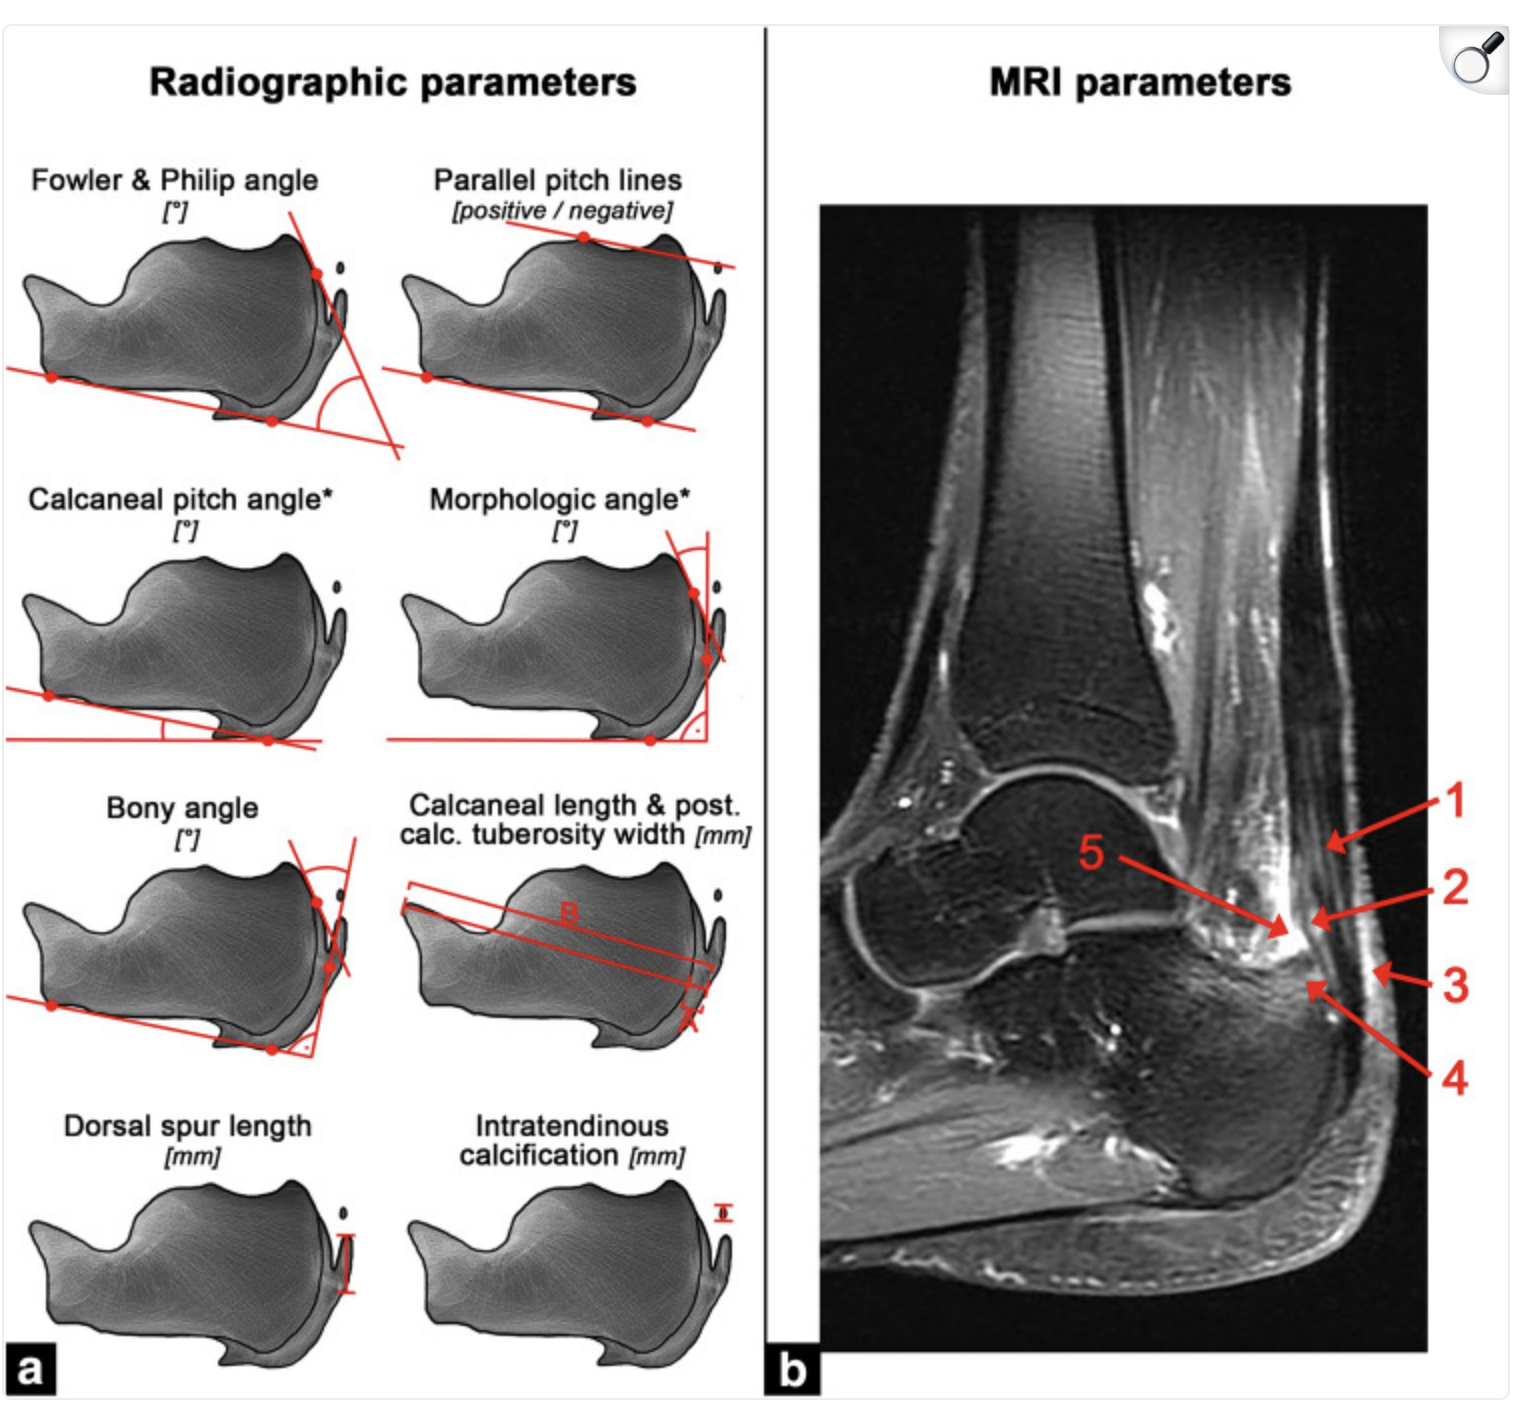 Radiographic parameters
Fowler & Philip angle
[°]
Parallel pitch lines
[positive / negative]
Calcaneal pitch angle*
[°]
Morphologic angle*
[°]
Bony angle
[°]
Calcaneal length & post.
calc. tuberosity width [mm]
B
A
Dorsal spur length
[mm]
Intratendinous
calcification [mm]
a
MRI parameters
1
5
2
3
4
b